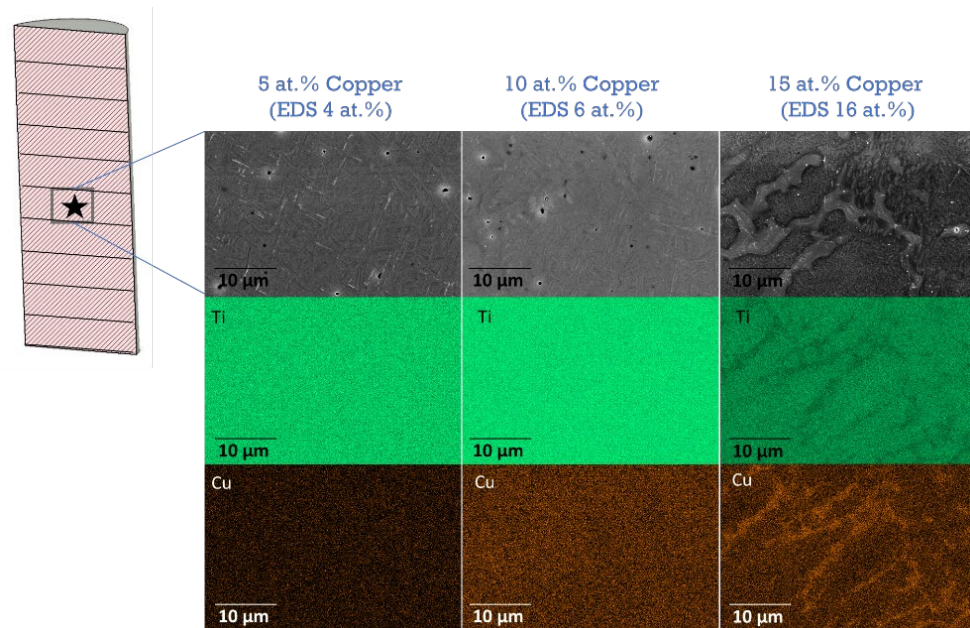 5 at.% Copper
(EDS 4 at.%)
10 at.% Copper
(EDS 6 at.%)
15 at.% Copper
(EDS 16 at.%)
10 µm
10 µm
10 µm
Ti
Ti
Ti
10 µm
10 µm
10 µm
Cu
Cu
Cu
10 µm
10 µm
10 µm